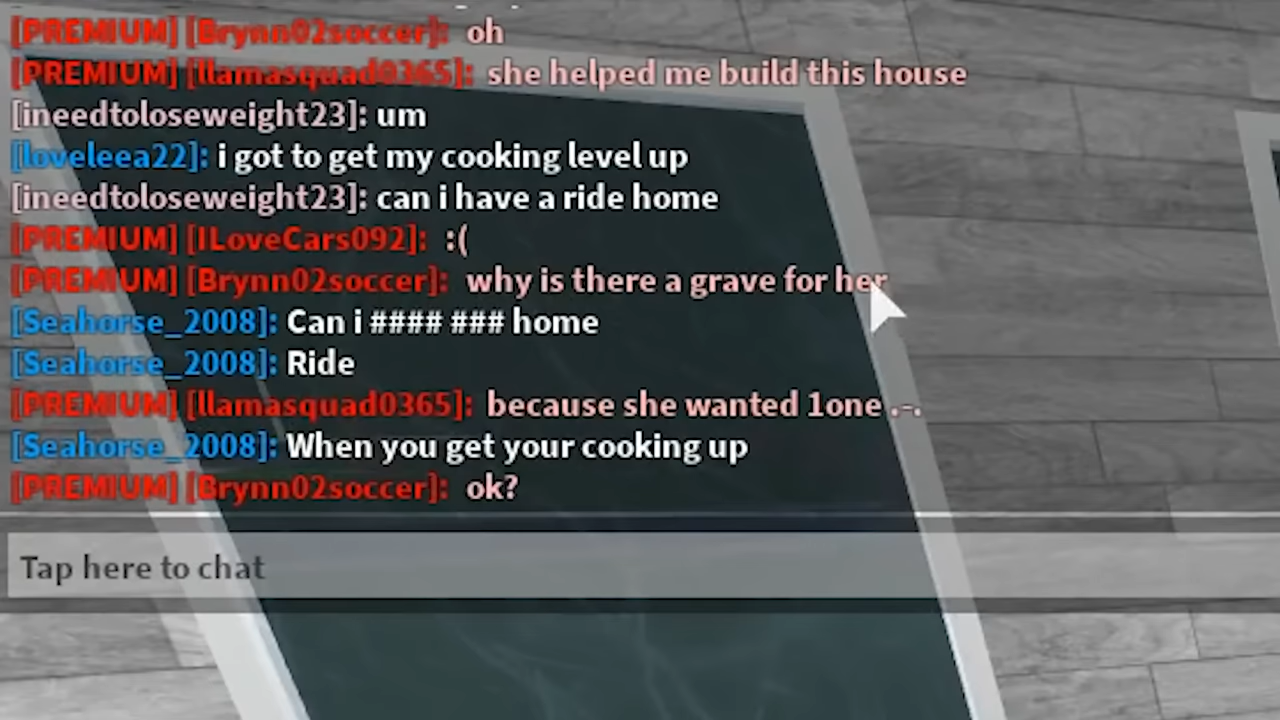 [PREMIUM] [Brynn02soccer]: oh
[PREMIUM] [llamasquad0365]: she helped me build this house
[ineedtoloseweight23]: um
[loveleea22]: i got to get my cooking level up
[ineedtoloseweight23]: can i have a ride home
[PREMIUM] [ILoveCars092]: :(
[PREMIUM] [Brynn02soccer]: why is there a grave for her
[Seahorse_2008]: Can i #### ### home
[Seahorse_2008]: Ride
[PREMIUM] [llamasquad0365]: because she wanted 1one .-.
[Seahorse_2008]: When you get your cooking up
[PREMIUM] [Brynn02soccer]: ok?
Tap here to chat